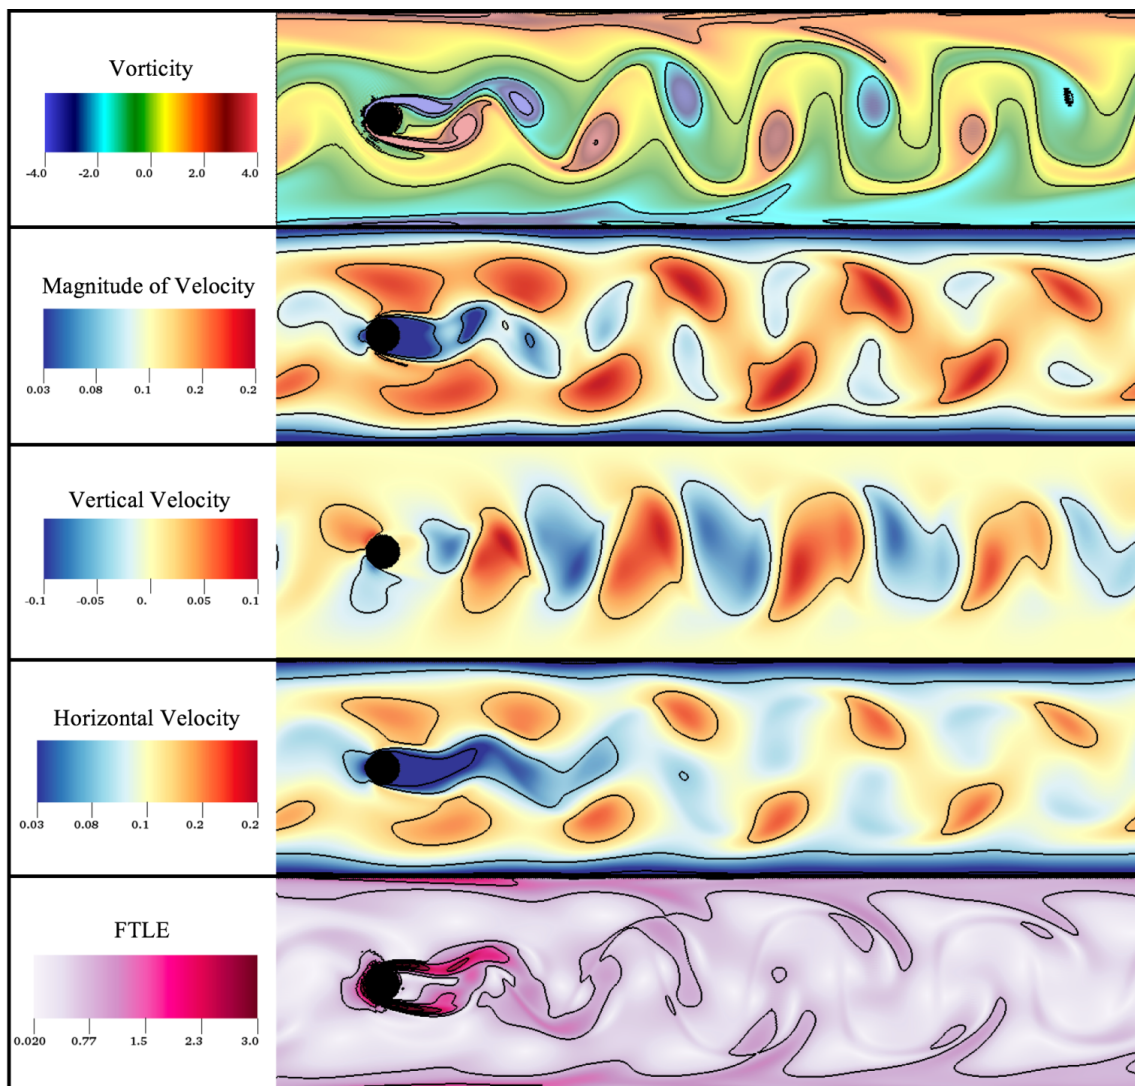 Vorticity
-4.0 -2.0 0.0 2.0 4.0
Magnitude of Velocity
0.03 0.08 0.1 0.2 0.2
Vertical Velocity
-0.1 -0.05 0. 0.05 0.1
Horizontal Velocity
0.03 0.08 0.1 0.2 0.2
FTLE
0.020 0.77 1.5 2.3 3.0